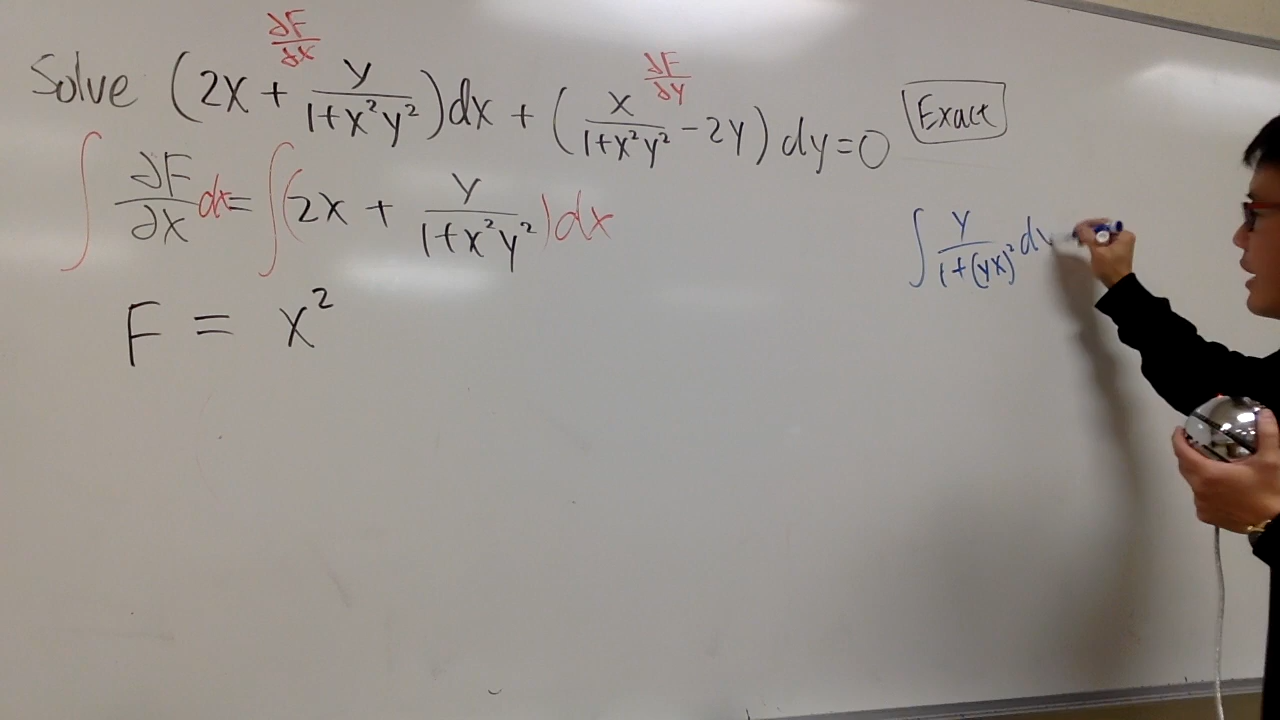 ∂F/∂x ∂F/∂y
Solve (2x + y/(1+x²y²))dx + (x/(1+x²y²) - 2y) dy = 0 Exact
∫ ∂F/∂x dx = ∫(2x + y/(1+x²y²))dx
∫ y/(1+(yx)²) d
F = x²